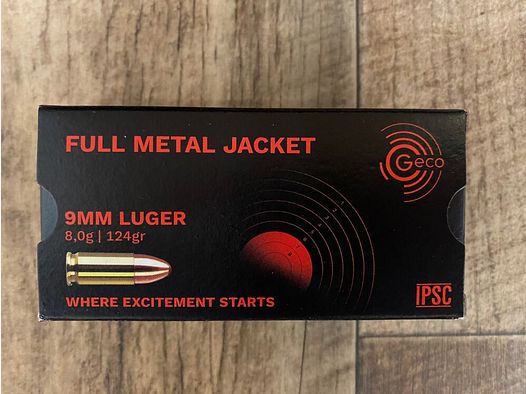 FULL METAL JACKET
Geco
9MM LUGER
8,0g | 124gr
WHERE EXCITEMENT STARTS
IPSC